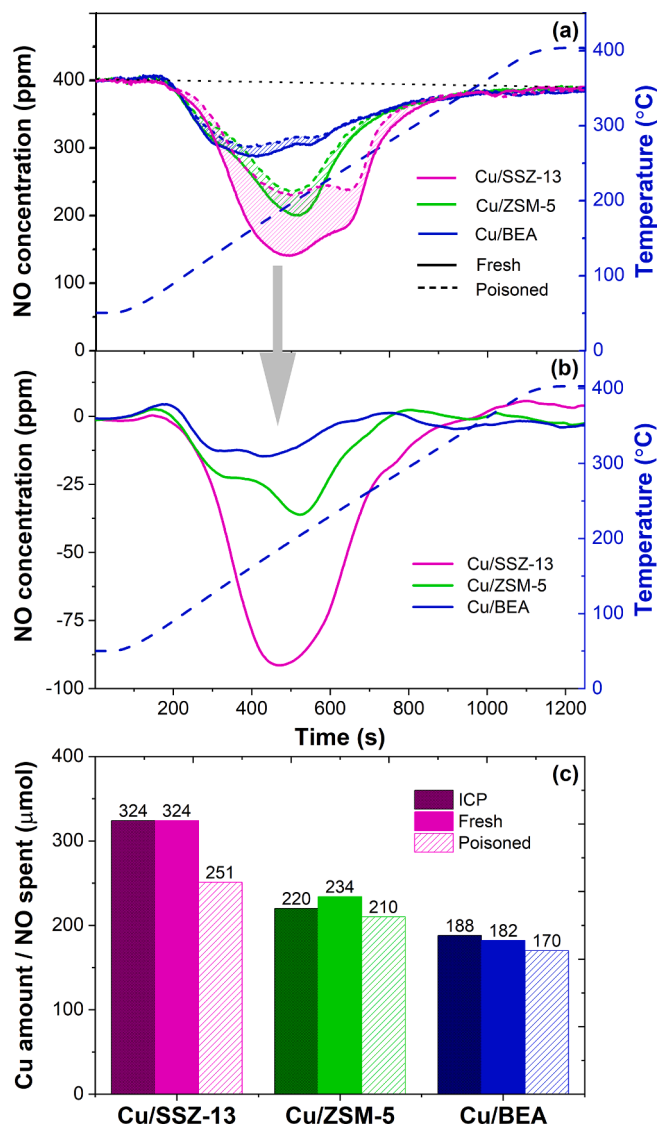 (a)
400
300
200
100
0
NO concentration (ppm)
400
300
200
100
0
Temperature (°C)
Cu/SSZ-13
Cu/ZSM-5
Cu/BEA
Fresh
Poisoned
(b)
0
-25
-50
-75
-100
NO concentration (ppm)
400
300
200
100
0
Temperature (°C)
Cu/SSZ-13
Cu/ZSM-5
Cu/BEA
200 400 600 800 1000 1200
Time (s)
(c)
400
300
200
100
0
Cu amount / NO spent (μmol)
ICP
Fresh
Poisoned
324 324 251
220 234 210
188 182 170
Cu/SSZ-13 Cu/ZSM-5 Cu/BEA